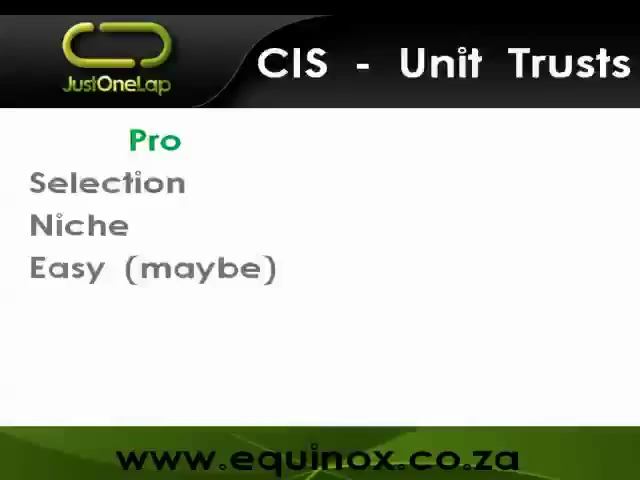 JustOneLap
CIS - Unit Trusts
Pro
Selection
Niche
Easy (maybe)
www.equinox.co.za